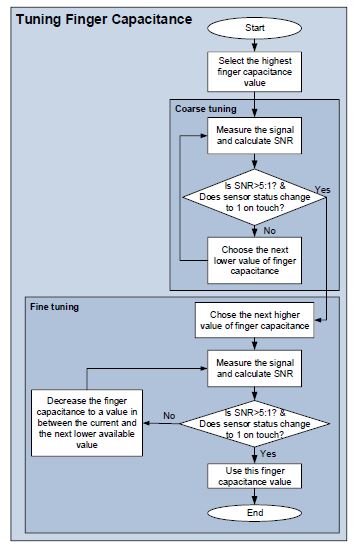 Tuning Finger Capacitance
Start
Select the highest
finger capacitance
value
Coarse tuning
Measure the signal
and calculate SNR
Is SNR>5:1? &
Does sensor status change
to 1 on touch?
Yes
No
Choose the next
lower value of finger
capacitance
Fine tuning
Chose the next higher
value of finger capacitance
Measure the signal
and calculate SNR
Decrease the finger
capacitance to a value in
between the current and
the next lower available
value
No
Is SNR>5:1? &
Does sensor status change
to 1 on touch?
Yes
Use this finger
capacitance value
End